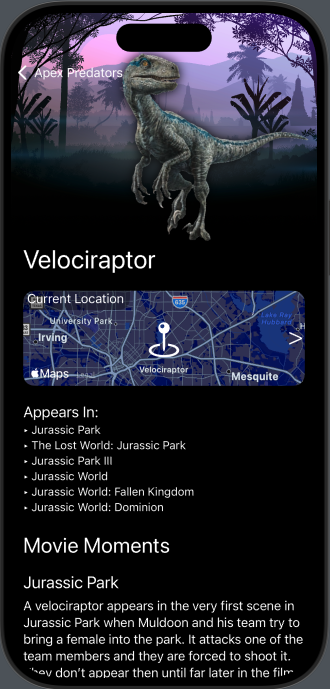 Apex Predators
Velociraptor
Current Location
635
Lake Ray
Hubbard
University Park
Irving
Velociraptor
Maps
Mesquite
Appears In:
‣ Jurassic Park
‣ The Lost World: Jurassic Park
‣ Jurassic Park III
‣ Jurassic World
‣ Jurassic World: Fallen Kingdom
‣ Jurassic World: Dominion
Movie Moments
Jurassic Park
A velociraptor appears in the very first scene in
Jurassic Park when Muldoon and his team try to
bring a female into the park. It attacks one of the
team members and they are forced to shoot it.
They don’t appear then until far later in the film